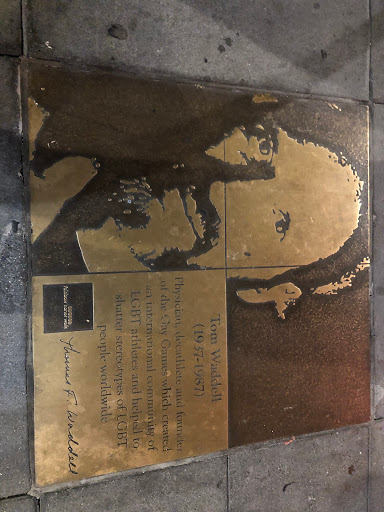 Tom Waddell
(1937-1987)
Physician, decathlete and founder
of the Gay Games which created
an international community of
LGBT athletes and helped to
shatter stereotypes of LGBT
people worldwide
Thomas F. Waddell